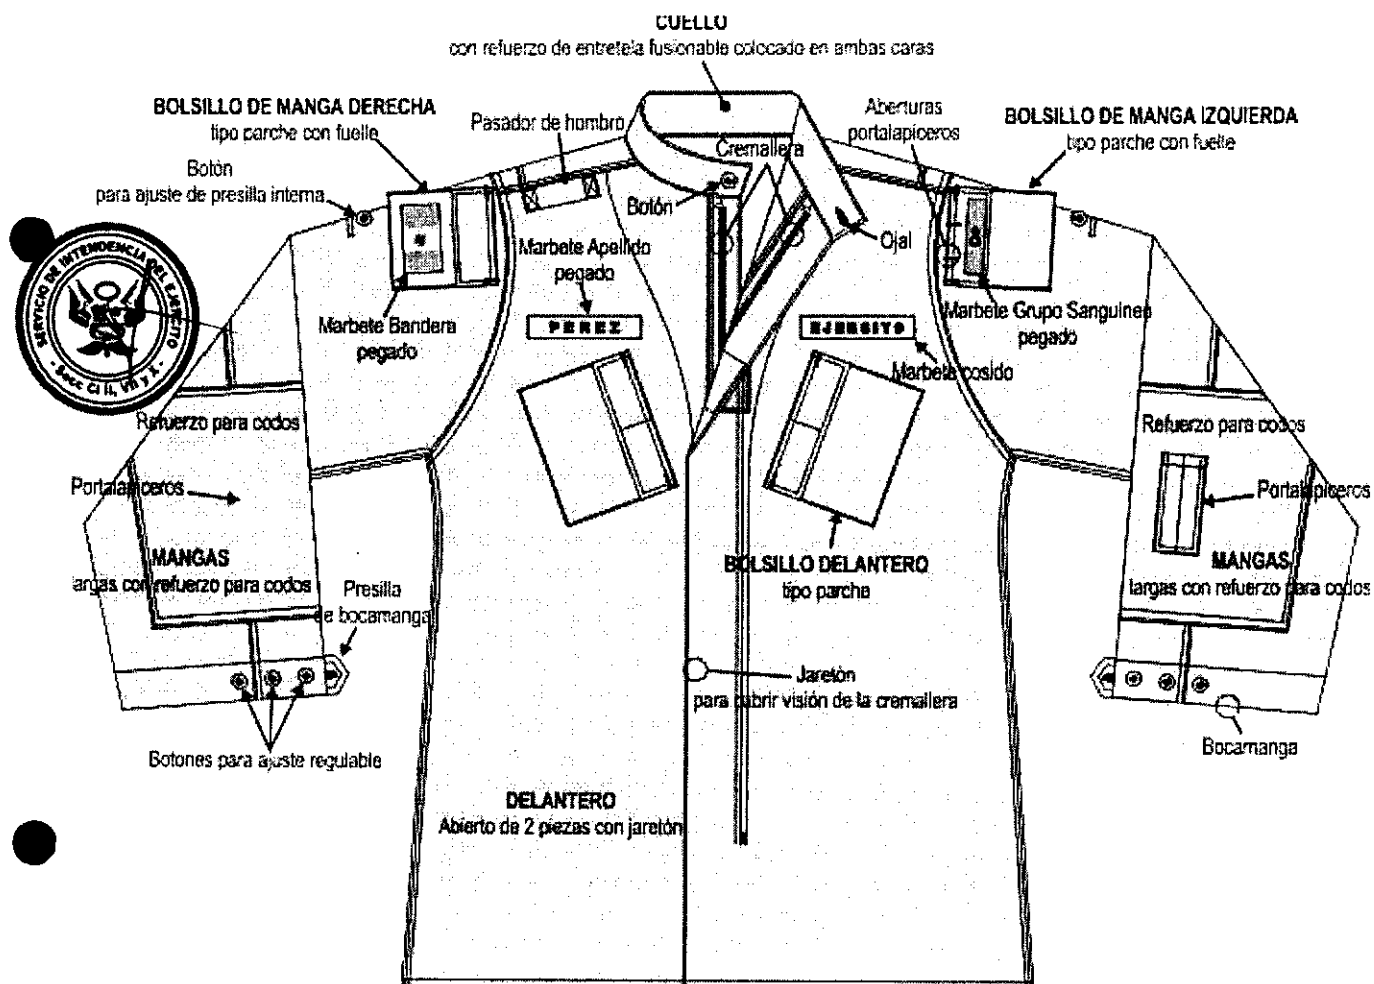 CUELLO
con refuerzo de entretela fusionable colocado en ambas caras
BOLSILLO DE MANGA DERECHA
tipo parche con fuelle
Pasador de hombro
Cremallera
Aberturas
portalapiceros
BOLSILLO DE MANGA IZQUIERDA
tipo parche con fuelle
Botón
para ajuste de presilla interna
Botón
Ojal
SERVICIO DE INTENDENCIA DEL EJERCITO
Marbete Apellido
pegado
Marbete Bandera
pegado
PEREZ
EJERSITO
Marbete Grupo Sanguineo
pegado
Marbete cosido
Refuerzo para codos
Refuerzo para codos
Portalapiceros
Portalapiceros
MANGAS
largas con refuerzo para codos
Presilla
de bocamanga
BOLSILLO DELANTERO
tipo parche
MANGAS
largas con refuerzo para codos
Jaretón
para cubrir visión de la cremallera
Botones para ajuste regulable
Bocamanga
DELANTERO
Abierto de 2 piezas con jaretón